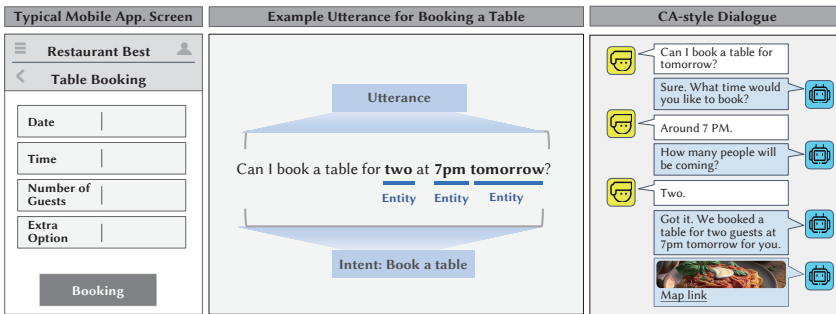 Typical Mobile App. Screen
Restaurant Best
Table Booking
Date
Time
Number of
Guests
Extra
Option
Booking
Example Utterance for Booking a Table
Utterance
Can I book a table for two at 7pm tomorrow?
Entity Entity Entity
Intent: Book a table
CA-style Dialogue
Can I book a table for
tomorrow?
Sure. What time would
you like to book?
Around 7 PM.
How many people will
be coming?
Two.
Got it. We booked a
table for two guests at
7pm tomorrow for you.
Map link